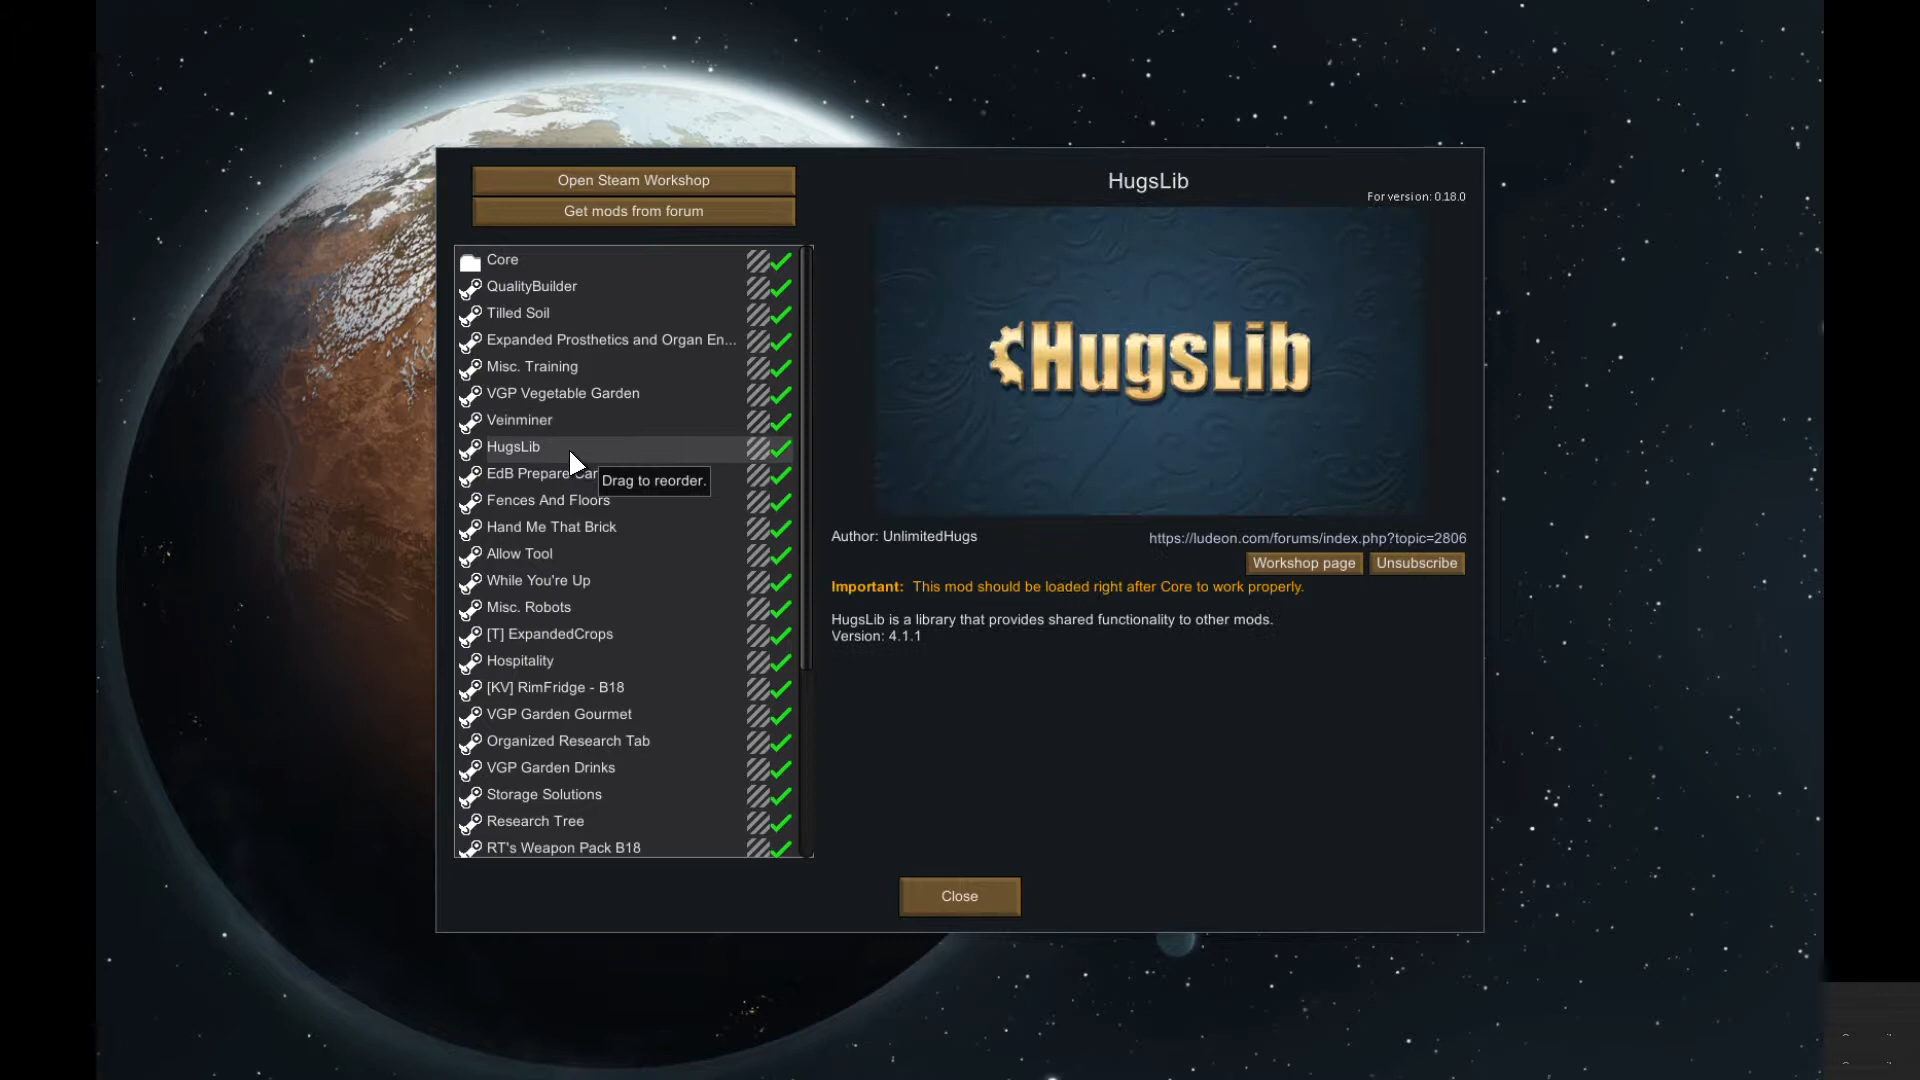 Open Steam Workshop
Get mods from forum
Core
QualityBuilder
Tilled Soil
Expanded Prosthetics and Organ En...
Misc. Training
VGP Vegetable Garden
Veinminer
HugsLib
EdB Prepare Car
Drag to reorder.
Fences And Floors
Hand Me That Brick
Allow Tool
While You're Up
Misc. Robots
[T] ExpandedCrops
Hospitality
[KV] RimFridge - B18
VGP Garden Gourmet
Organized Research Tab
VGP Garden Drinks
Storage Solutions
Research Tree
RT's Weapon Pack B18
HugsLib
For version: 0.18.0
HugsLib
Author: UnlimitedHugs
https://ludeon.com/forums/index.php?topic=2806
Workshop page
Unsubscribe
Important: This mod should be loaded right after Core to work properly.
HugsLib is a library that provides shared functionality to other mods.
Version: 4.1.1
Close